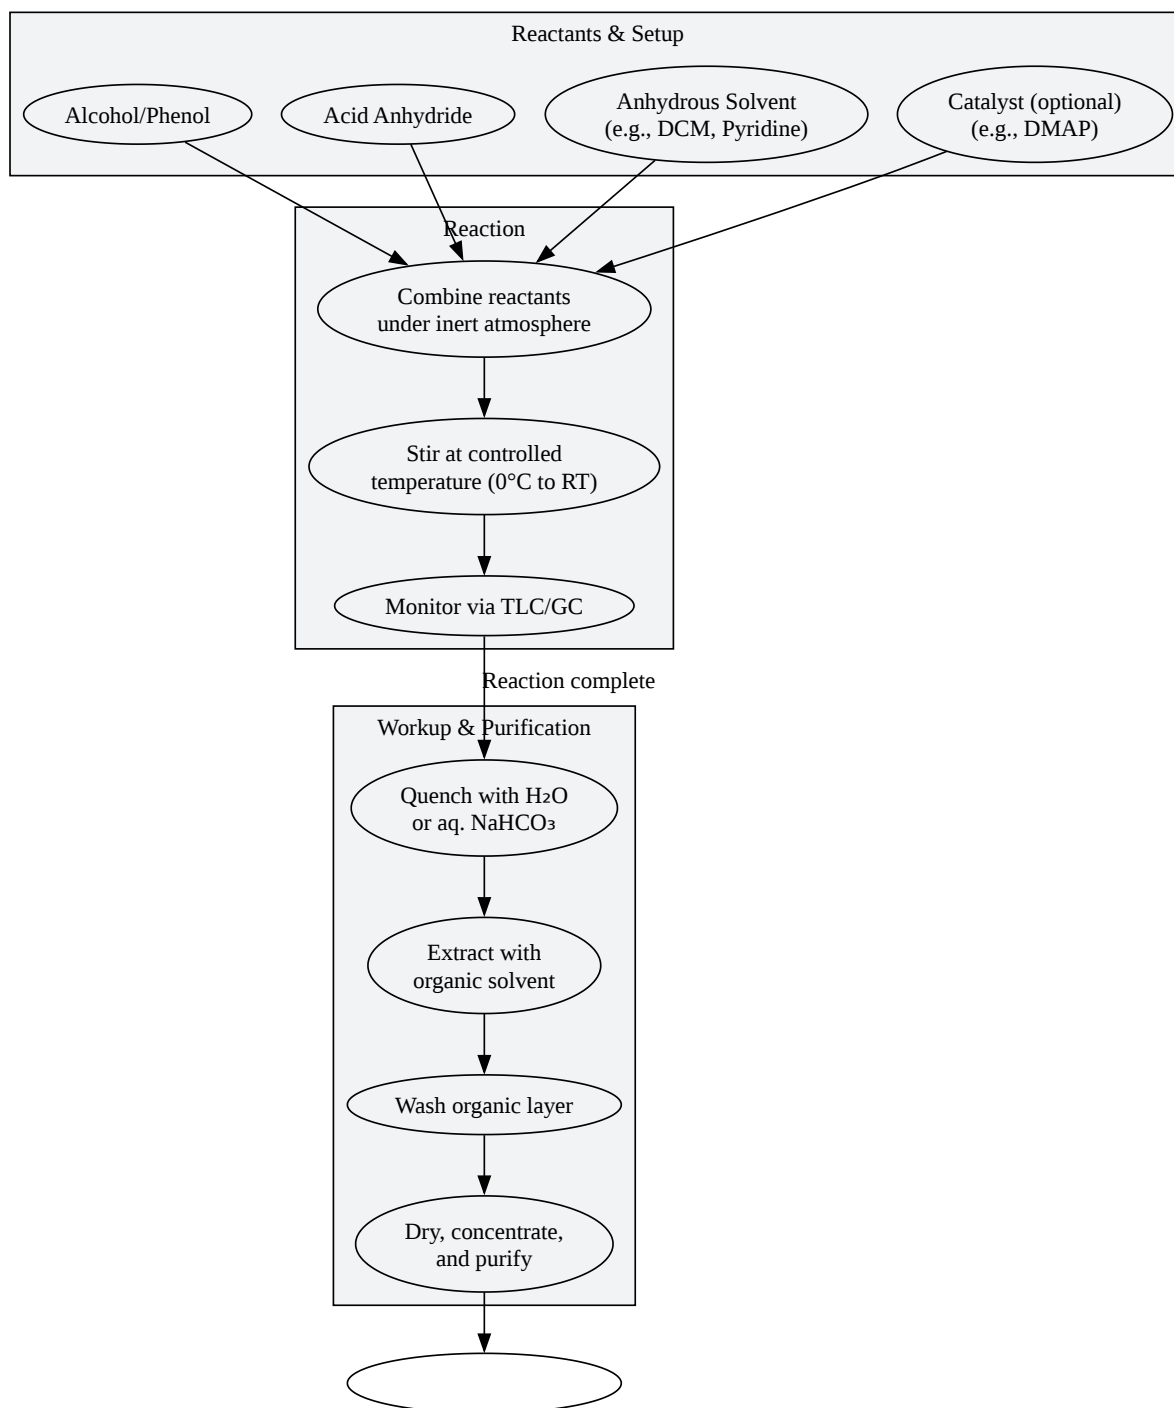 Reactants & Setup
Alcohol/Phenol
Acid Anhydride
Anhydrous Solvent
(e.g., DCM, Pyridine)
Catalyst (optional)
(e.g., DMAP)
Reaction
Combine reactants
under inert atmosphere
Stir at controlled
temperature (0°C to RT)
Monitor via TLC/GC
Reaction complete
Workup & Purification
Quench with H₂O
or aq. NaHCO₃
Extract with
organic solvent
Wash organic layer
Dry, concentrate,
and purify